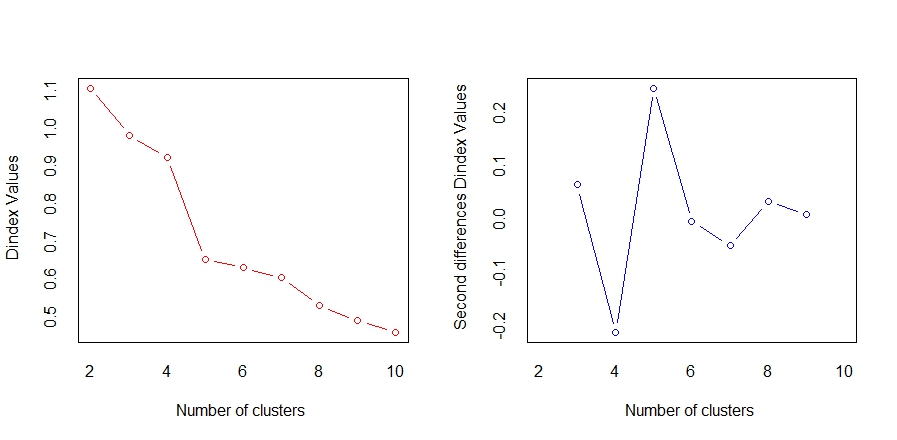 Dindex Values
1.1
1.0
0.9
0.8
0.7
0.6
0.5
2 4 6 8 10
Number of clusters
Second differences Dindex Values
0.2
0.1
0.0
-0.1
-0.2
2 4 6 8 10
Number of clusters